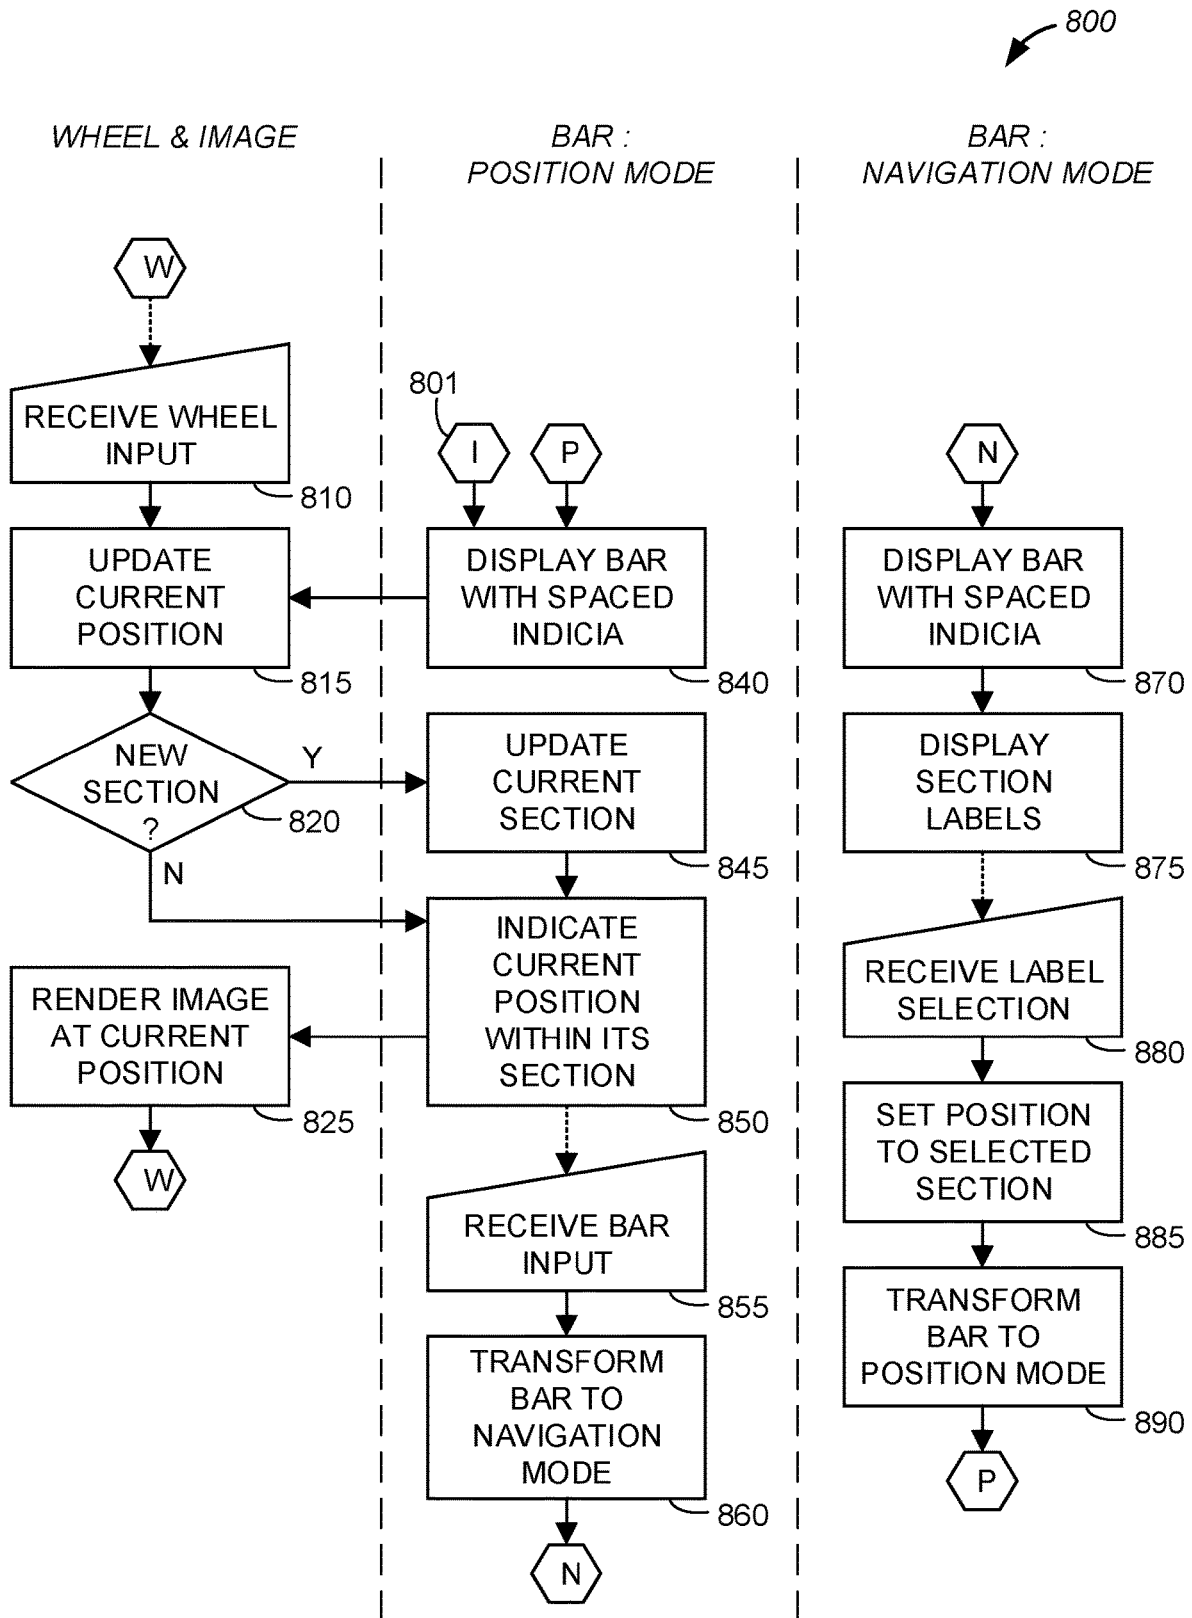 800
WHEEL & IMAGE
BAR :
POSITION MODE
BAR :
NAVIGATION MODE
W
RECEIVE WHEEL
INPUT
810
UPDATE
CURRENT
POSITION
815
NEW
SECTION
?
820
Y
N
RENDER IMAGE
AT CURRENT
POSITION
825
W
801
I
P
DISPLAY BAR
WITH SPACED
INDICIA
840
UPDATE
CURRENT
SECTION
845
INDICATE
CURRENT
POSITION
WITHIN ITS
SECTION
850
RECEIVE BAR
INPUT
855
TRANSFORM
BAR TO
NAVIGATION
MODE
860
N
N
DISPLAY BAR
WITH SPACED
INDICIA
870
DISPLAY
SECTION
LABELS
875
RECEIVE LABEL
SELECTION
880
SET POSITION
TO SELECTED
SECTION
885
TRANSFORM
BAR TO
POSITION MODE
890
P